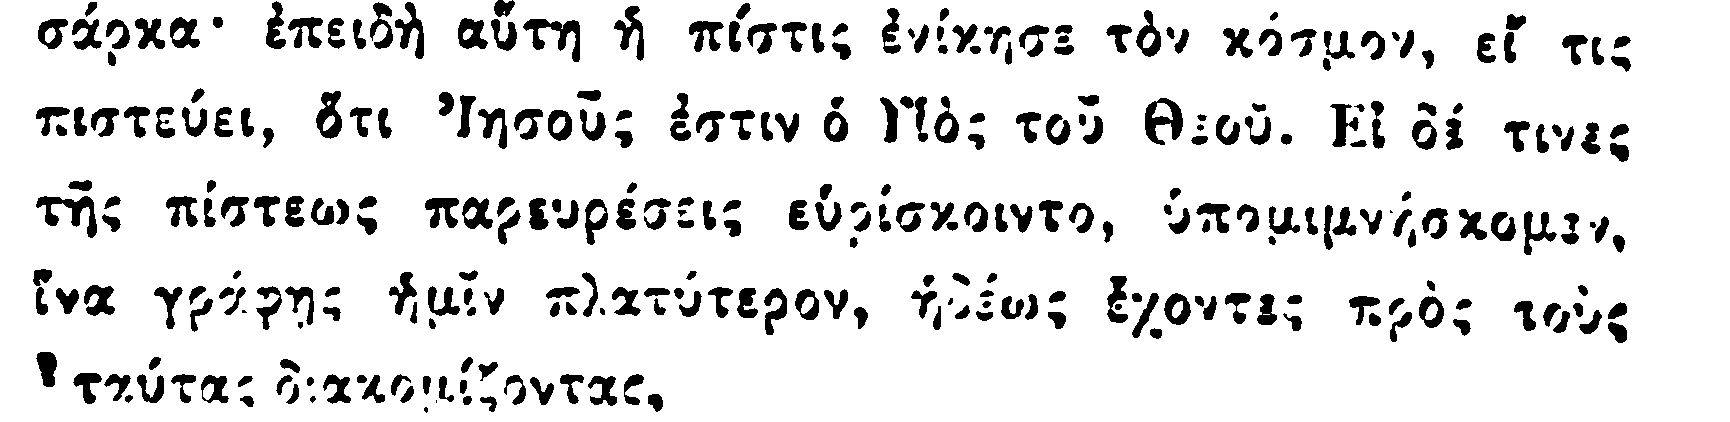 σάρκα· ἐπειδὴ αὕτη ἡ πίστις ἐνίκησε τὸν κόσμον, εἴ τις
πιστεύει, ὅτι Ἰησοῦς ἐστιν ὁ Υἱὸς τοῦ Θεοῦ. Εἰ δέ τινες
τῆς πίστεως παρευρέσεις εὑρίσκοιντο, ὑπομιμνήσκομεν,
ἵνα γράφῃς ἡμῖν πλατύτερον, ἡδέως ἔχοντες πρὸς τοὺς
ταύτας διακομίζοντας.